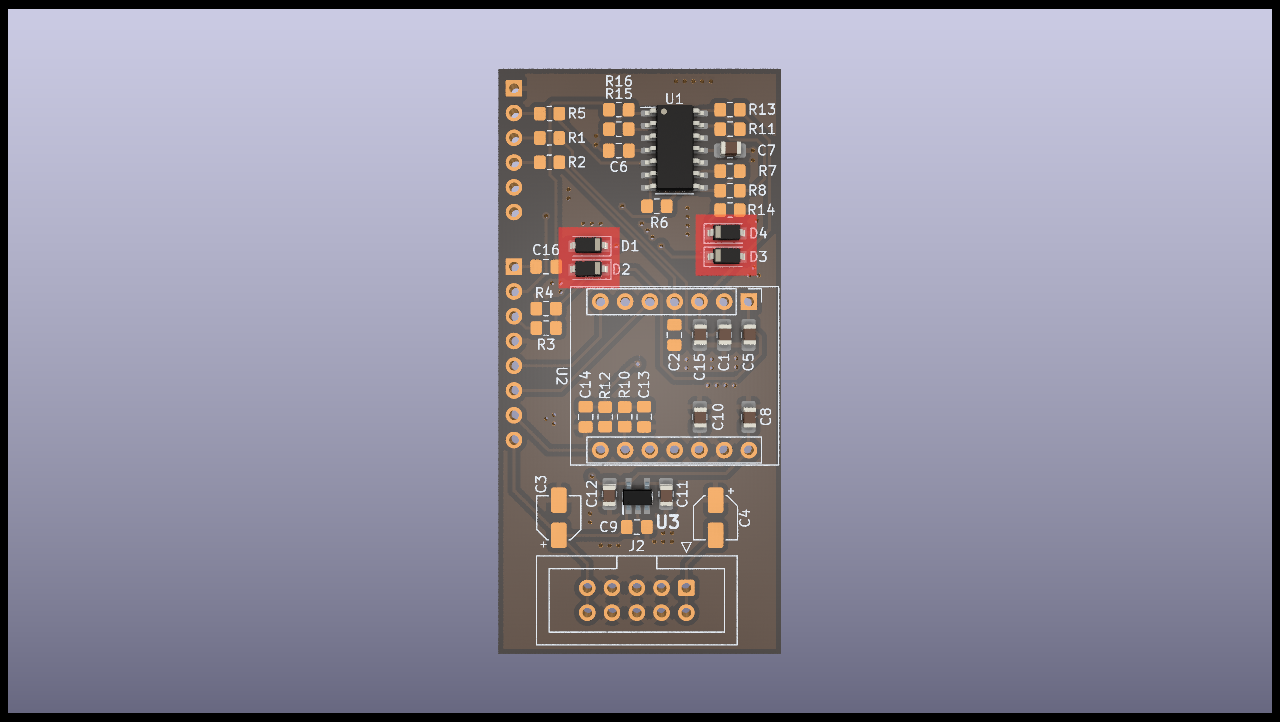 R16
R15
U1
R5
R13
R1
R11
R2
C6
C7
R7
R8
R6
R14
D1
D4
C16
D2
D3
R4
R3
C2
C15
C1
C5
U2
C14
R12
R10
C13
C10
C8
C3
C12
C11
U3
C4
+
C9
+
J2